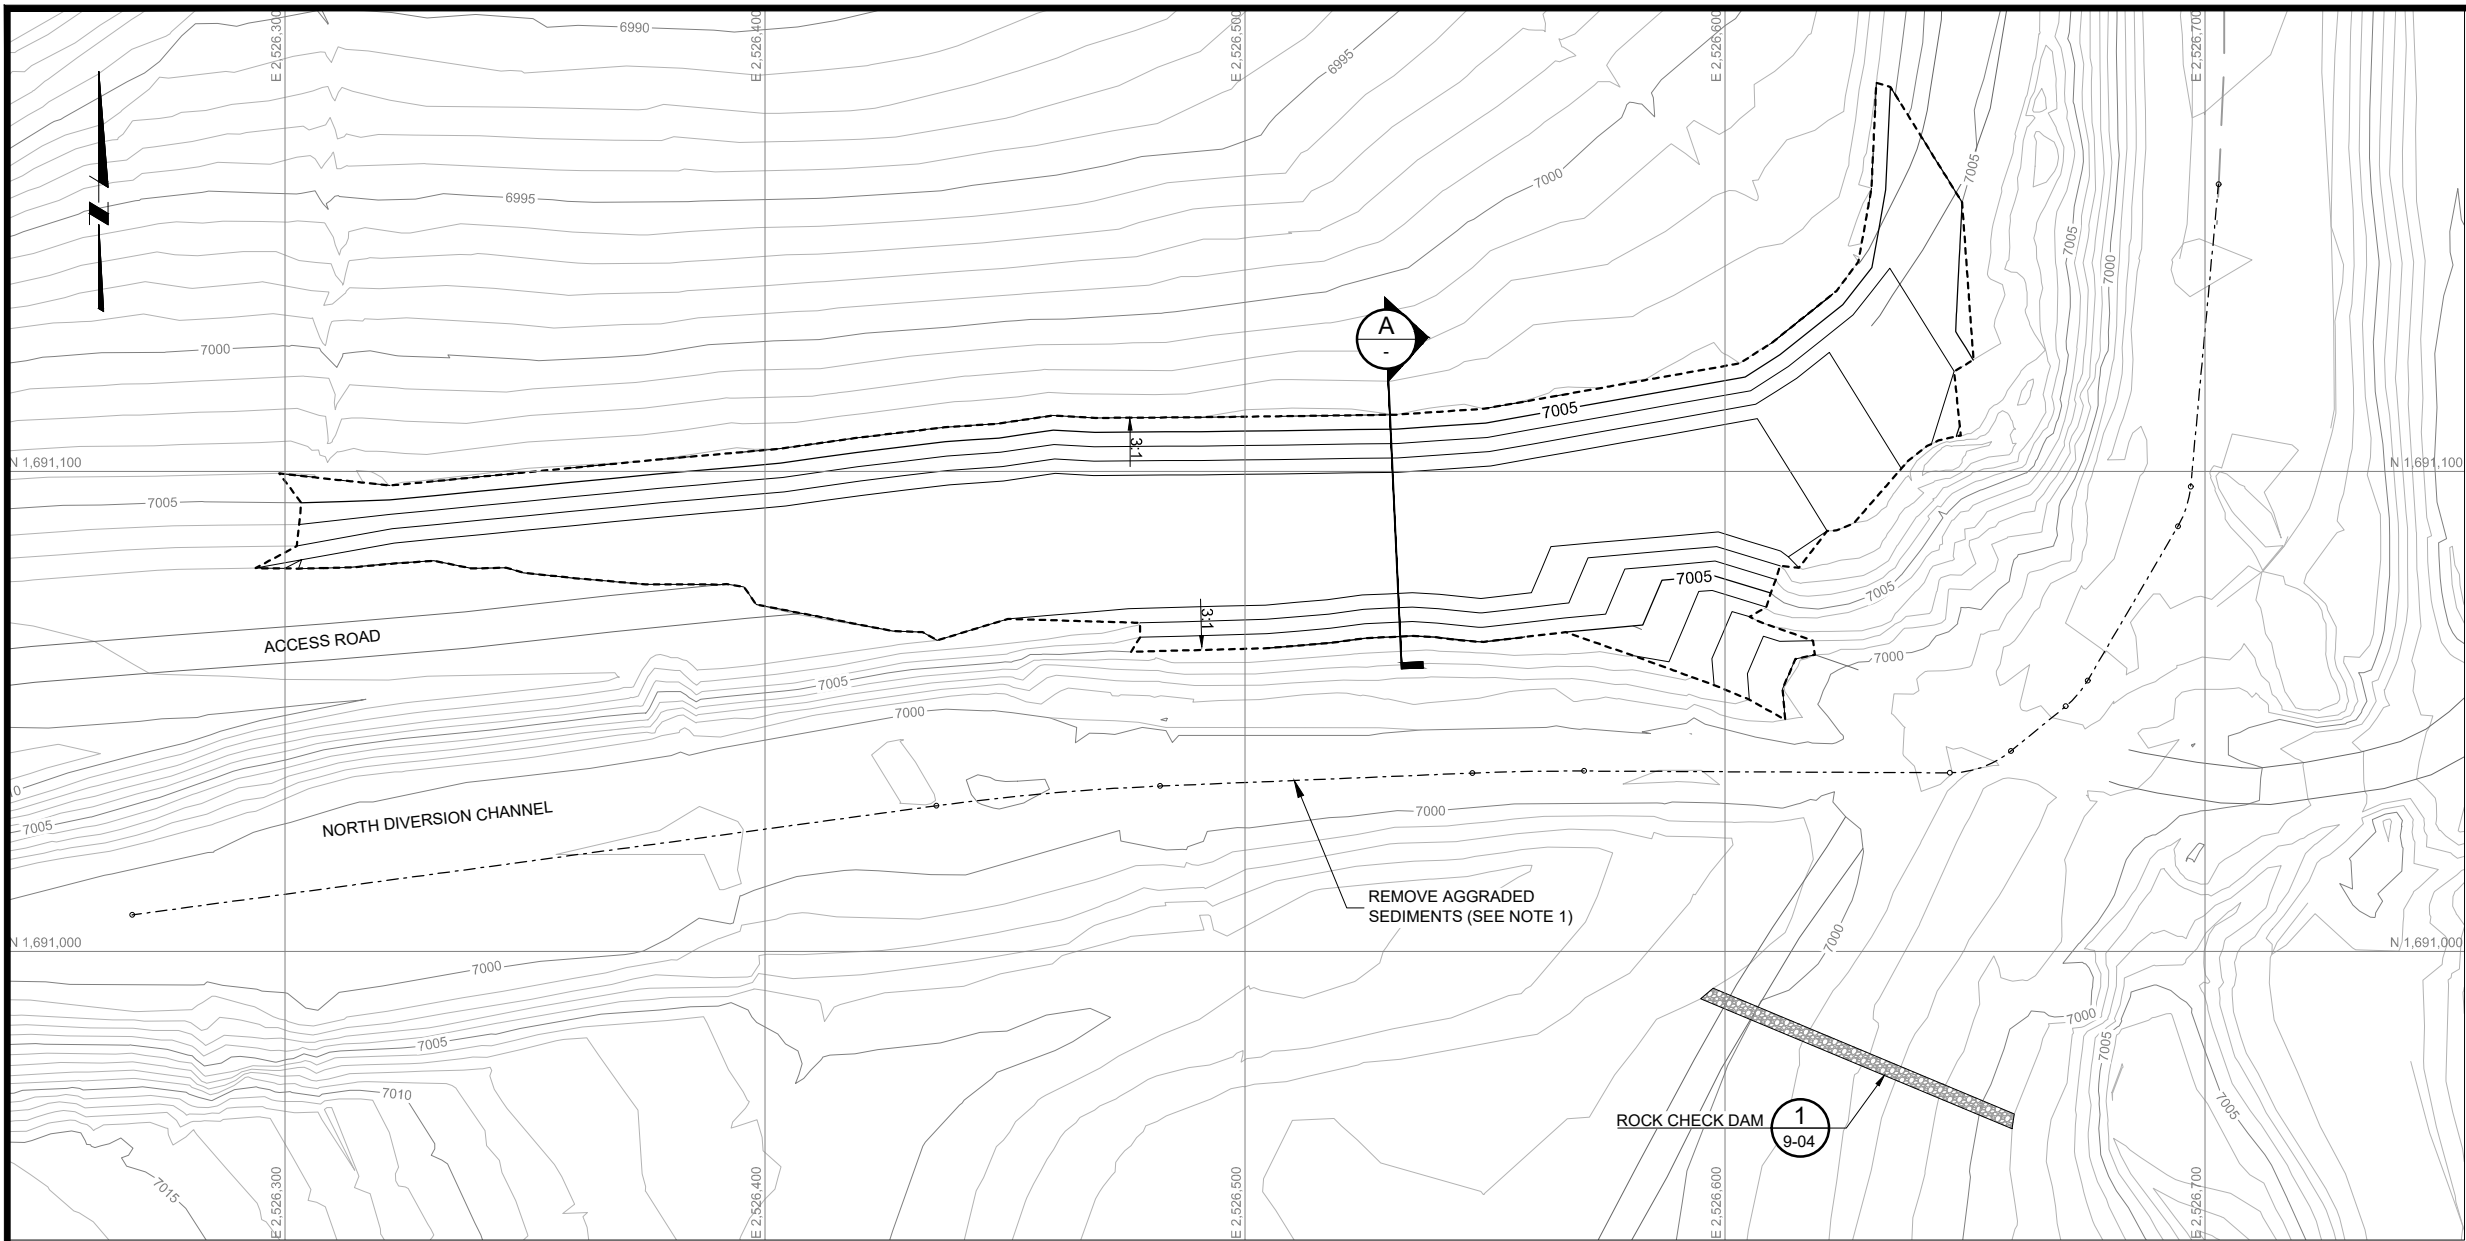 E 2,526,300
E 2,526,400
E 2,526,500
E 2,526,600
E 2,526,700
6990
6995
7000
6995
7005
7005
7000
7000
A
-
7005
3:1
N 1,691,100
N 1,691,100
7005
7005
7005
3:1
ACCESS ROAD
7000
7005
7000
7005
NORTH DIVERSION CHANNEL
7000
REMOVE AGGRADED
SEDIMENTS (SEE NOTE 1)
N 1,691,000
N 1,691,000
7000
7000
7000
7005
7005
7010
7005
ROCK CHECK DAM
1
9-04
7015
E 2,526,300
E 2,526,400
E 2,526,500
E 2,526,600
E 2,526,700